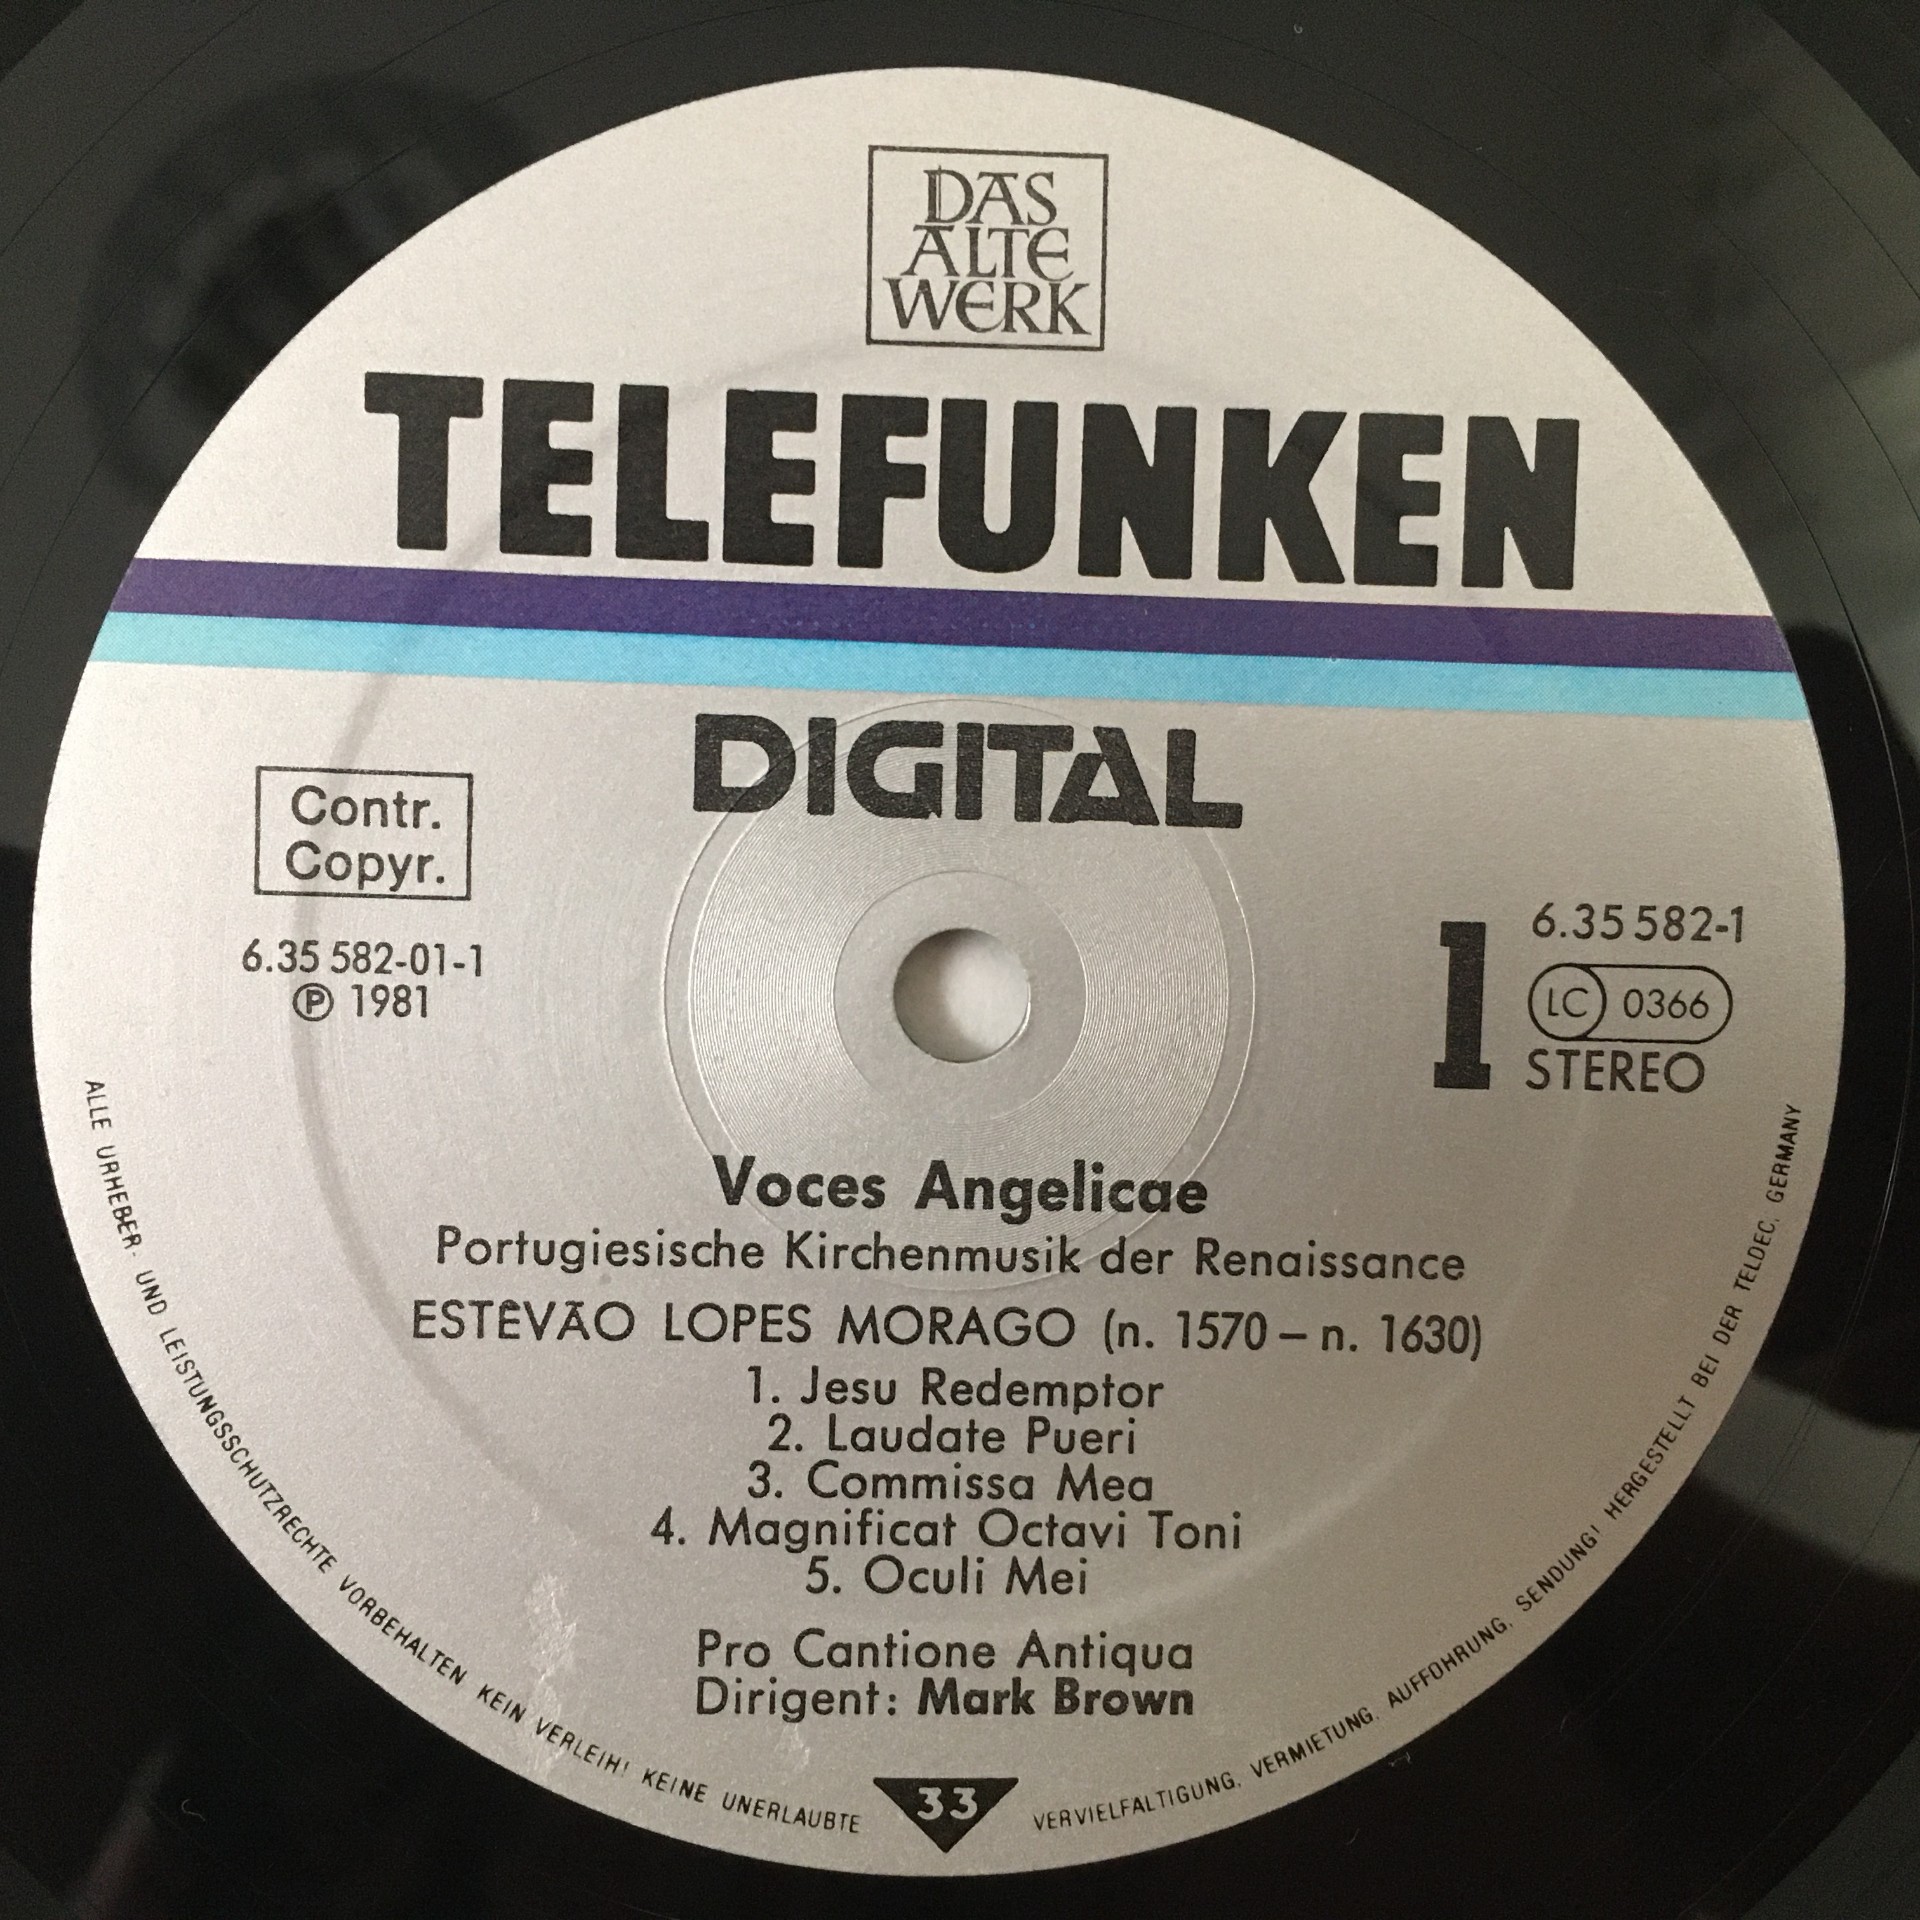 DAS
ALTE
WERK
TELEFUNKEN
DIGITAL
Contr.
Copyr.
6.35 582-01-1
℗ 1981
1
6.35 582-1
LC 0366
STEREO
Voces Angelicae
Portugiesische Kirchenmusik der Renaissance
ESTÊVÃO LOPES MORAGO (n. 1570 – n. 1630)
1. Jesu Redemptor
2. Laudate Pueri
3. Commissa Mea
4. Magnificat Octavi Toni
5. Oculi Mei
Pro Cantione Antiqua
Dirigent: Mark Brown
33
ALLE URHEBER- UND LEISTUNGSSCHUTZRECHTE VORBEHALTEN KEIN VERLEIH! KEINE UNERLAUBTE VERVIELFALTIGUNG, VERMIETUNG, AUFFÜHRUNG, SENDUNG! HERGESTELLT BEI DER TELDEC, GERMANY